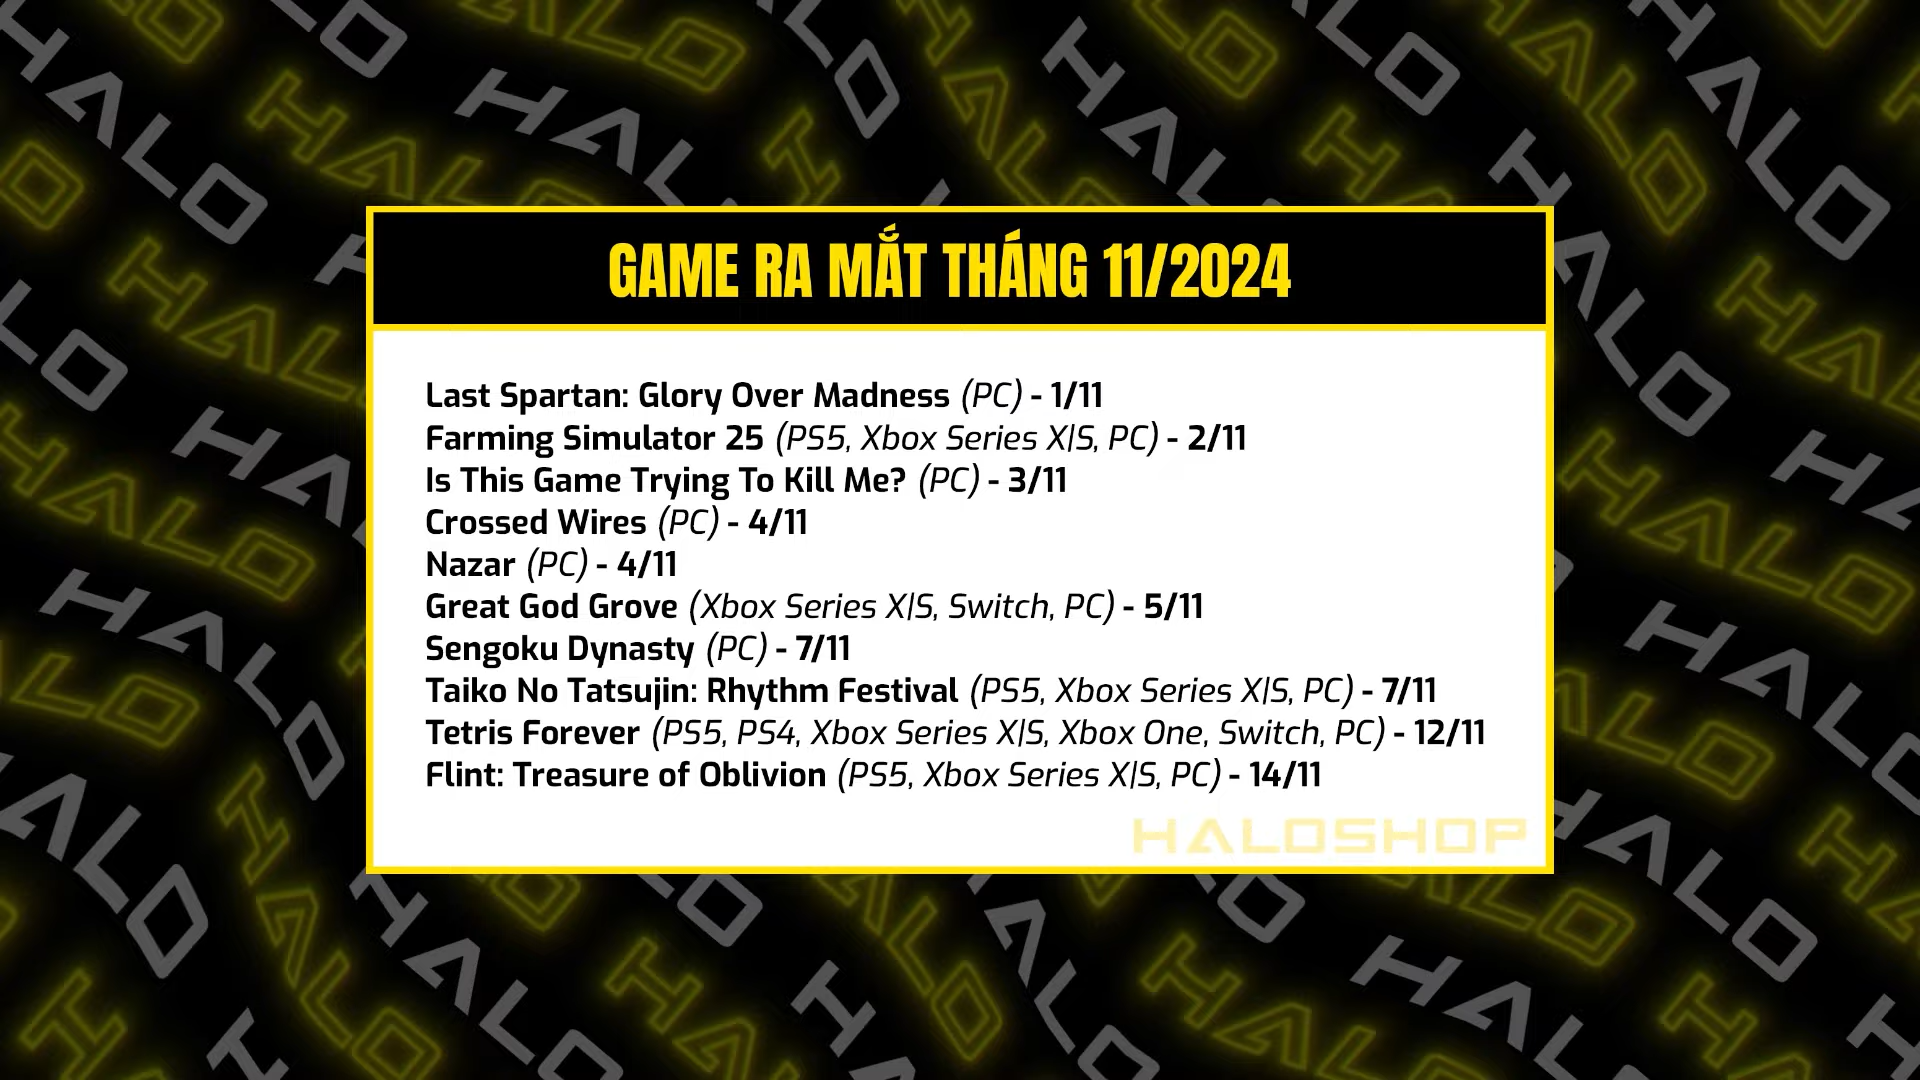 GAME RA MẮT THÁNG 11/2024
Last Spartan: Glory Over Madness (PC) - 1/11
Farming Simulator 25 (PS5, Xbox Series X|S, PC) - 2/11
Is This Game Trying To Kill Me? (PC) - 3/11
Crossed Wires (PC) - 4/11
Nazar (PC) - 4/11
Great God Grove (Xbox Series X|S, Switch, PC) - 5/11
Sengoku Dynasty (PC) - 7/11
Taiko No Tatsujin: Rhythm Festival (PS5, Xbox Series X|S, PC) - 7/11
Tetris Forever (PS5, PS4, Xbox Series X|S, Xbox One, Switch, PC) - 12/11
Flint: Treasure of Oblivion (PS5, Xbox Series X|S, PC) - 14/11
HALOSHOP